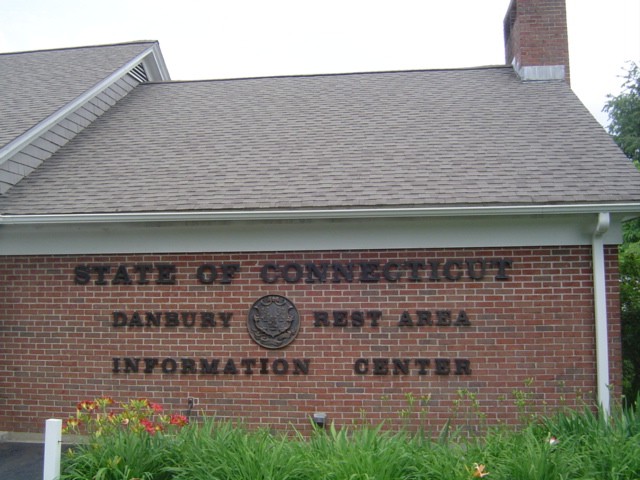 STATE OF CONNECTICUT
DANBURY REST AREA
INFORMATION CENTER